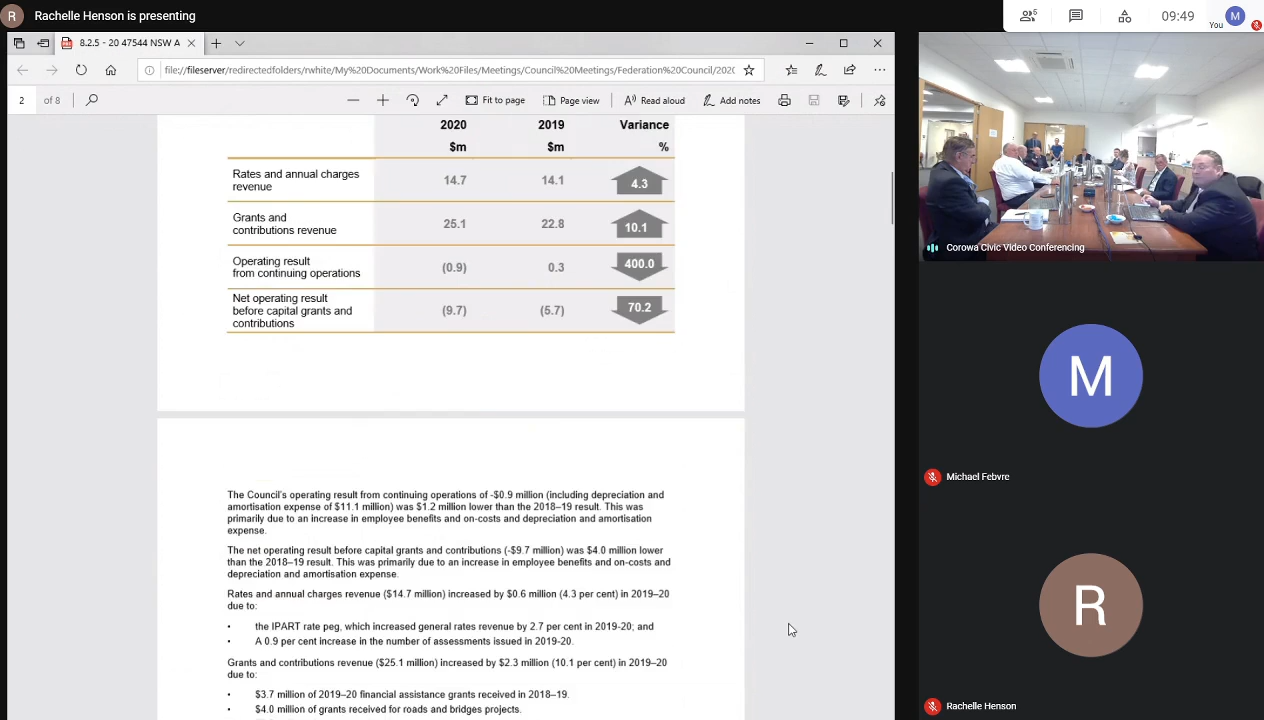 R
Rachelle Henson is presenting
5
09:49
You
M
8.2.5 - 20 47544 NSW A
file://fileserver/redirectedfolders/rwhite/My%20Documents/Work%20Files/Meetings/Council%20Meetings/Federation%20Council/202
2 of 8
Fit to page
Page view
Read aloud
Add notes
2020 2019 Variance
$m $m %
Rates and annual charges
revenue
14.7 14.1 4.3
Grants and
contributions revenue
25.1 22.8 10.1
Operating result
from continuing operations
(0.9) 0.3 400.0
Net operating result
before capital grants and
contributions
(9.7) (5.7) 70.2
The Council's operating result from continuing operations of -$0.9 million (including depreciation and
amortisation expense of $11.1 million) was $1.2 million lower than the 2018–19 result. This was
primarily due to an increase in employee benefits and on-costs and depreciation and amortisation
expense.
The net operating result before capital grants and contributions (-$9.7 million) was $4.0 million lower
than the 2018–19 result. This was primarily due to an increase in employee benefits and on-costs and
depreciation and amortisation expense.
Rates and annual charges revenue ($14.7 million) increased by $0.6 million (4.3 per cent) in 2019–20
due to:
• the IPART rate peg, which increased general rates revenue by 2.7 per cent in 2019-20; and
• A 0.9 per cent increase in the number of assessments issued in 2019-20.
Grants and contributions revenue ($25.1 million) increased by $2.3 million (10.1 per cent) in 2019–20
due to:
• $3.7 million of 2019–20 financial assistance grants received in 2018–19.
• $4.0 million of grants received for roads and bridges projects.
Corowa Civic Video Conferencing
M
Michael Febvre
R
Rachelle Henson